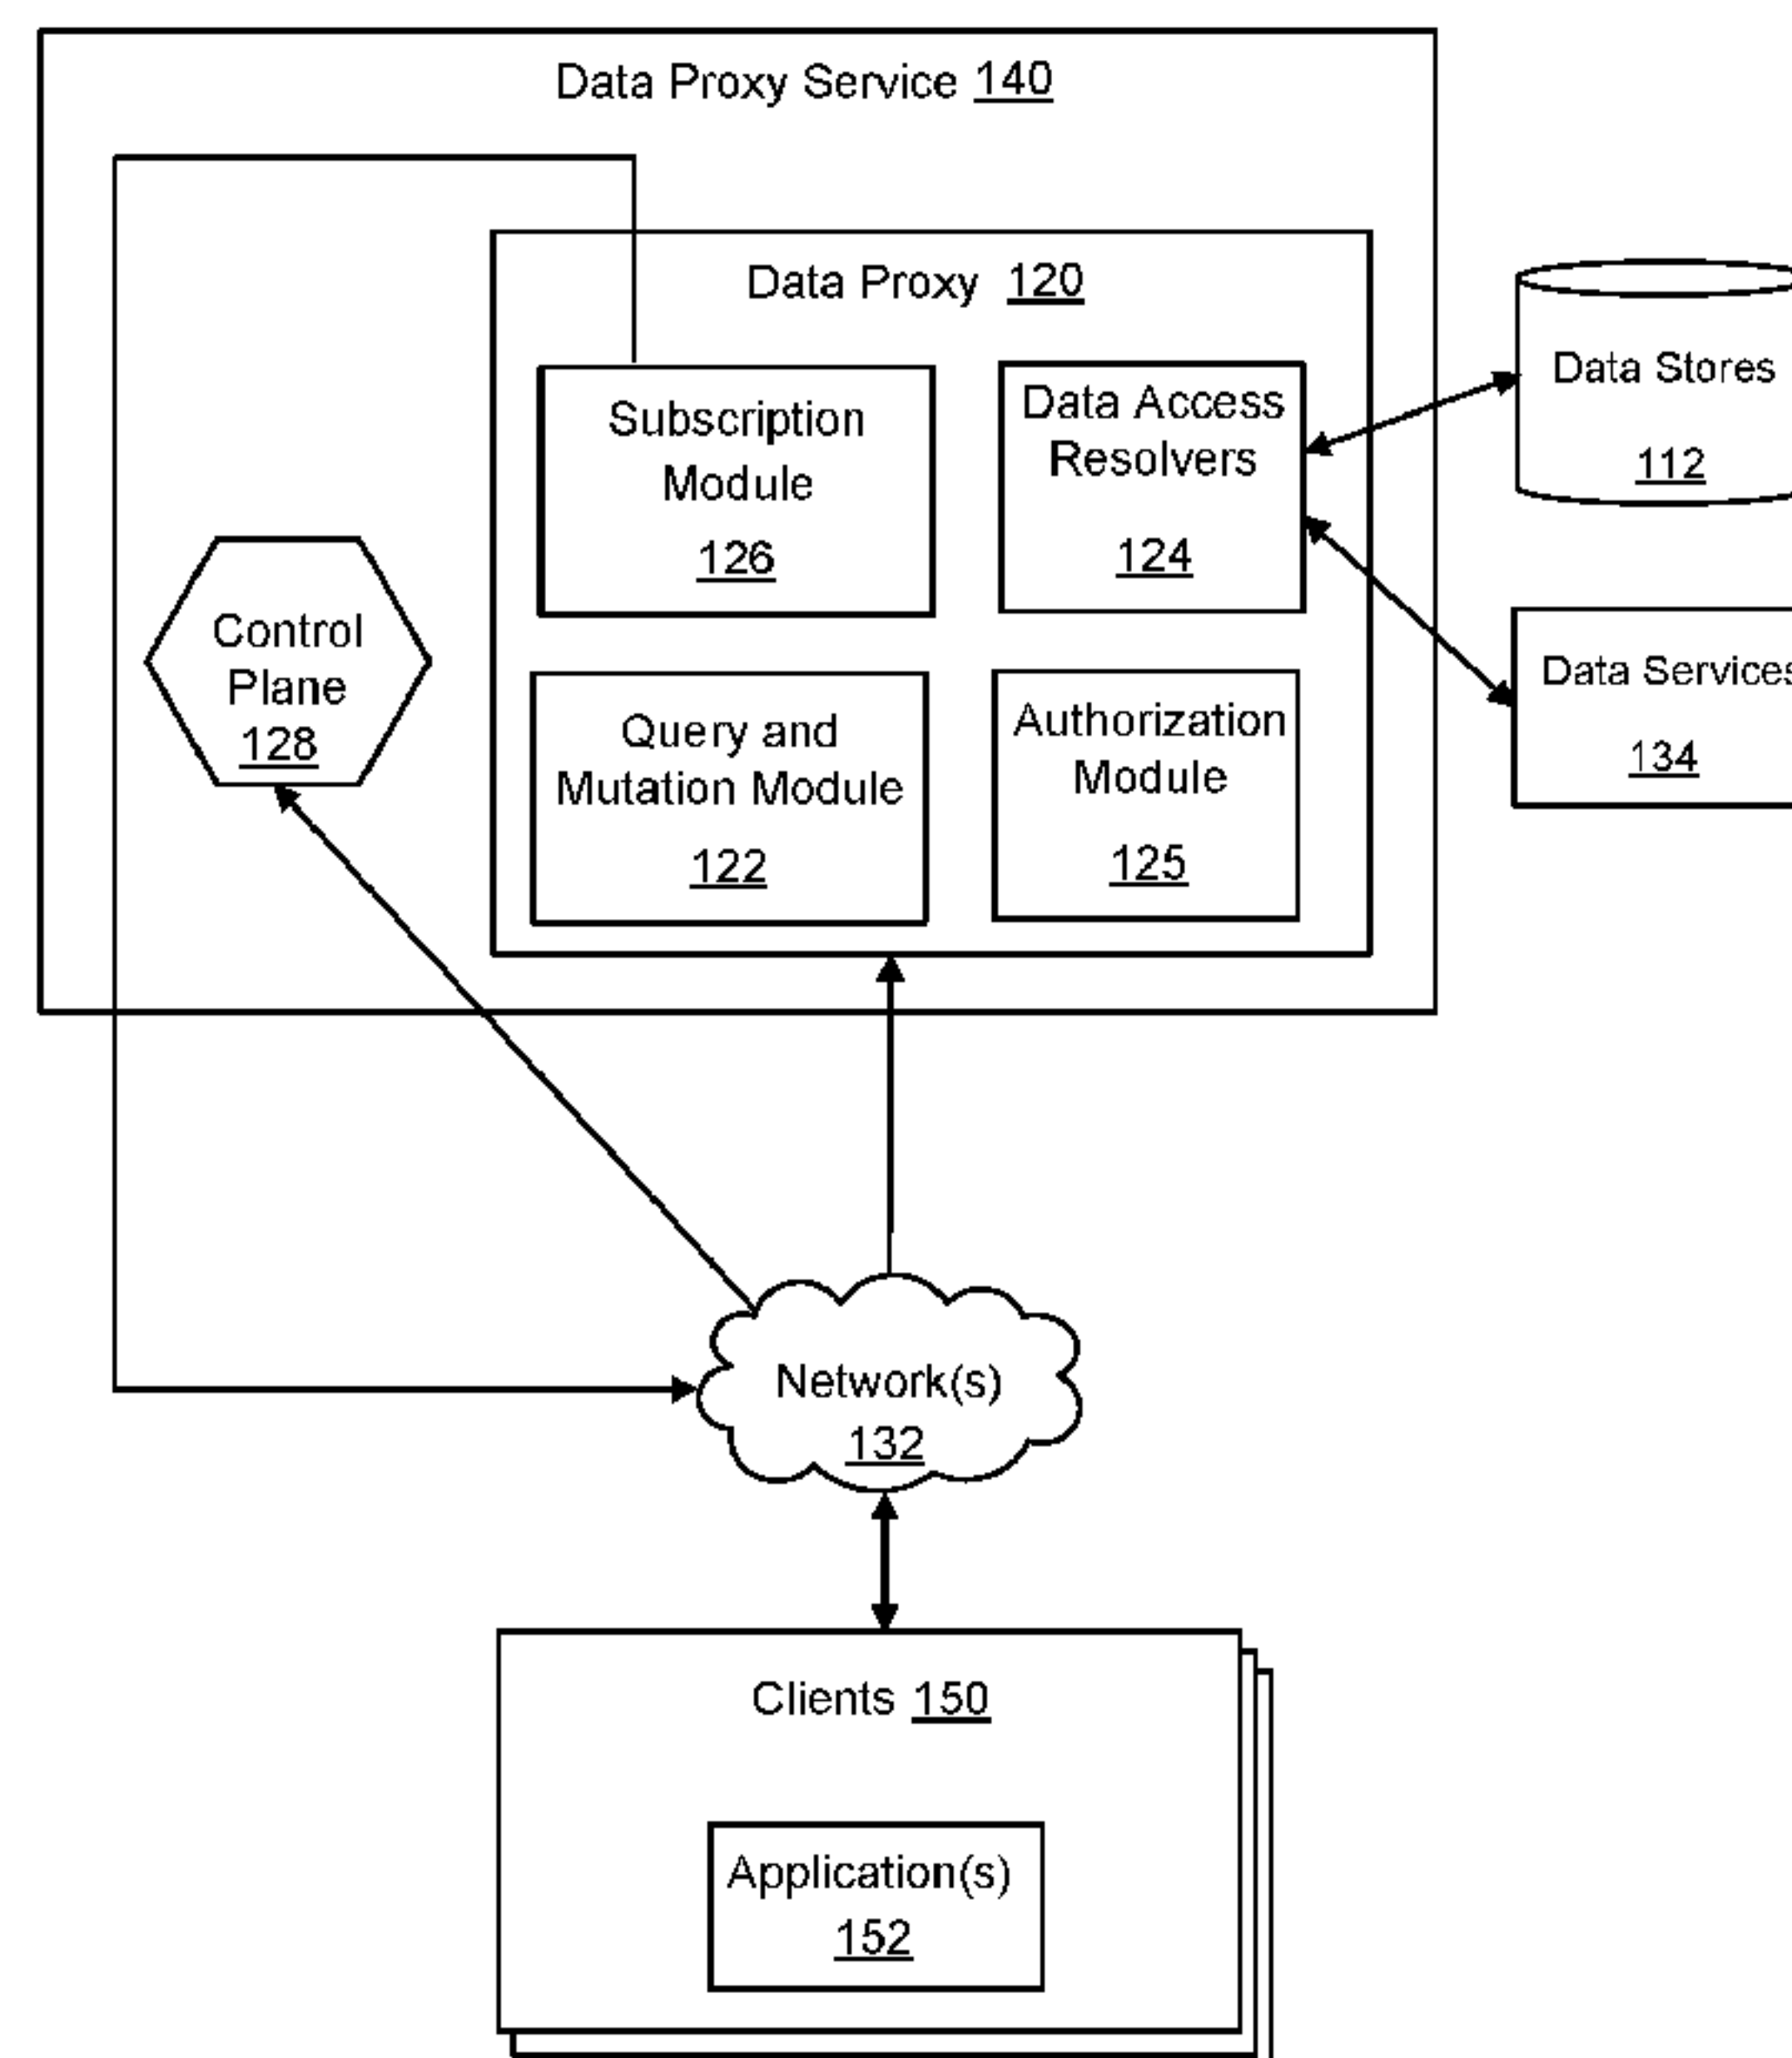 Data Proxy Service 140
Data Proxy 120
Subscription
Module
126
Data Access
Resolvers
124
Data Stores
112
Control
Plane
128
Query and
Mutation Module
122
Authorization
Module
125
Data Services
134
Network(s)
132
Clients 150
Application(s)
152